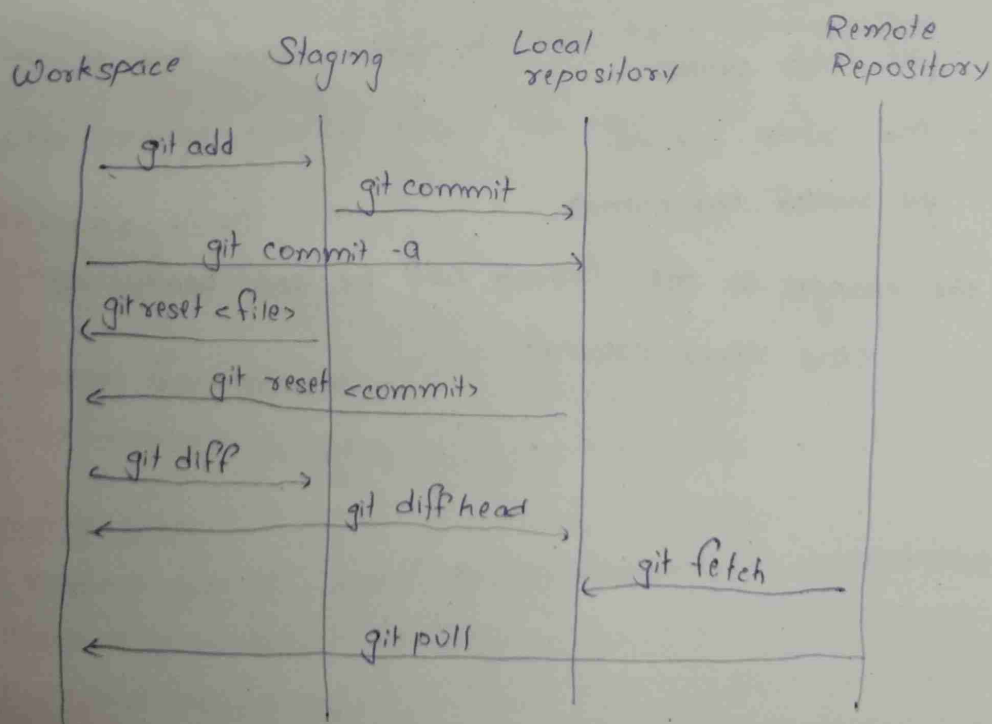 Workspace
Staging
Local
repository
Remote
Repository
git add
git commit
git commit -a
git reset <file>
git reset <commit>
git diff
git diff head
git fetch
git pull